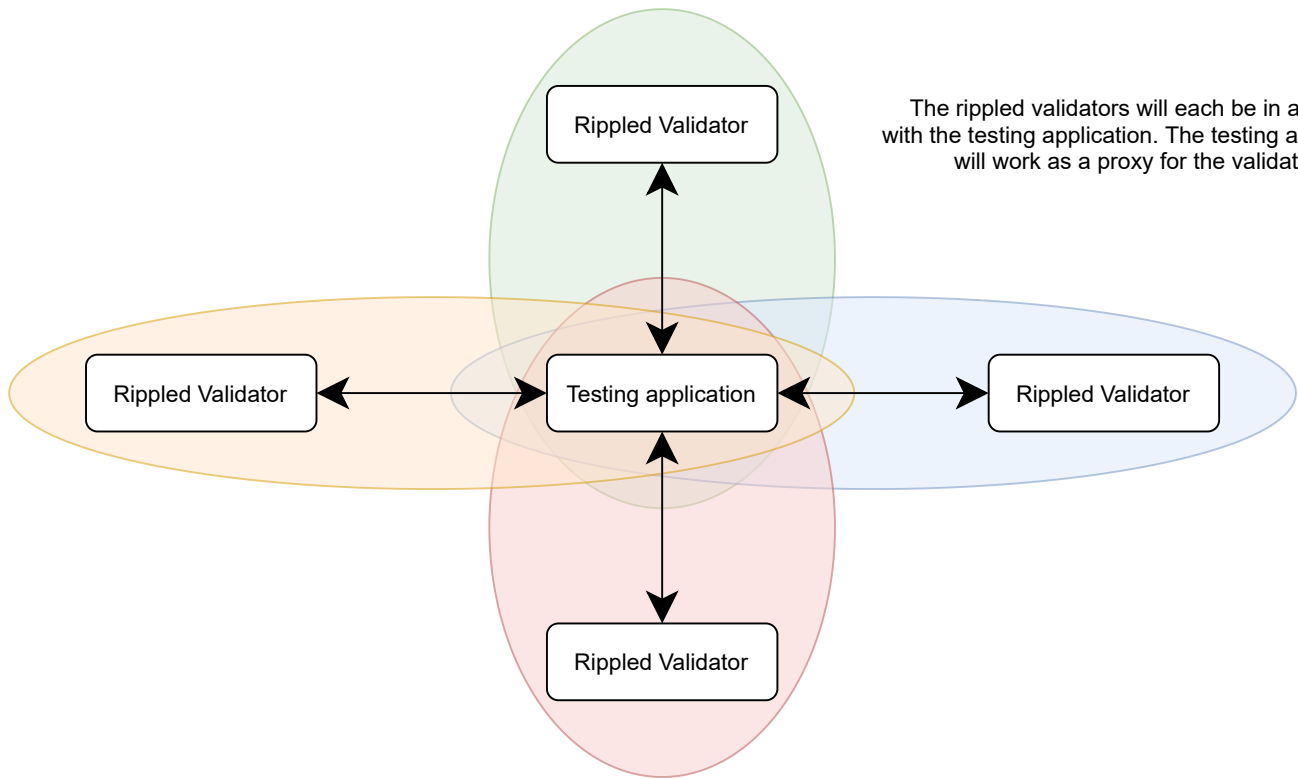 Rippled Validator
The rippled validators will each be in a
with the testing application. The testing a
will work as a proxy for the validat
Rippled Validator
Testing application
Rippled Validator
Rippled Validator